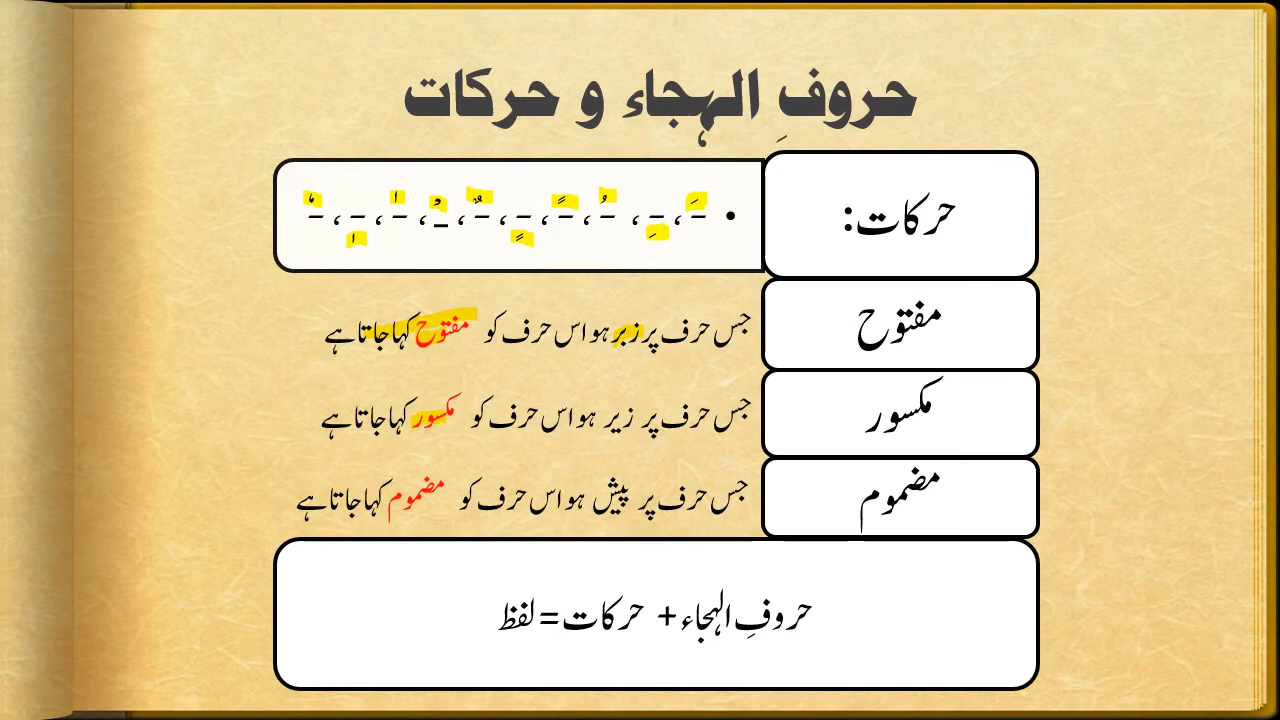 حروفِ الہجاء و حرکات
حرکات:
• ـَ ، ـِ ، ـُ ، ـً ، ـٍ ، ـٌ ، ـْ ، ـٰ ، ـٖ ، ـٗ
مفتوح
جس حرف پر زبر ہو اس حرف کو مفتوح کہا جاتا ہے
مکسور
جس حرف پر زیر ہو اس حرف کو مکسور کہا جاتا ہے
مضموم
جس حرف پر پیش ہو اس حرف کو مضموم کہا جاتا ہے
حروفِ الہجاء + حرکات = لفظ